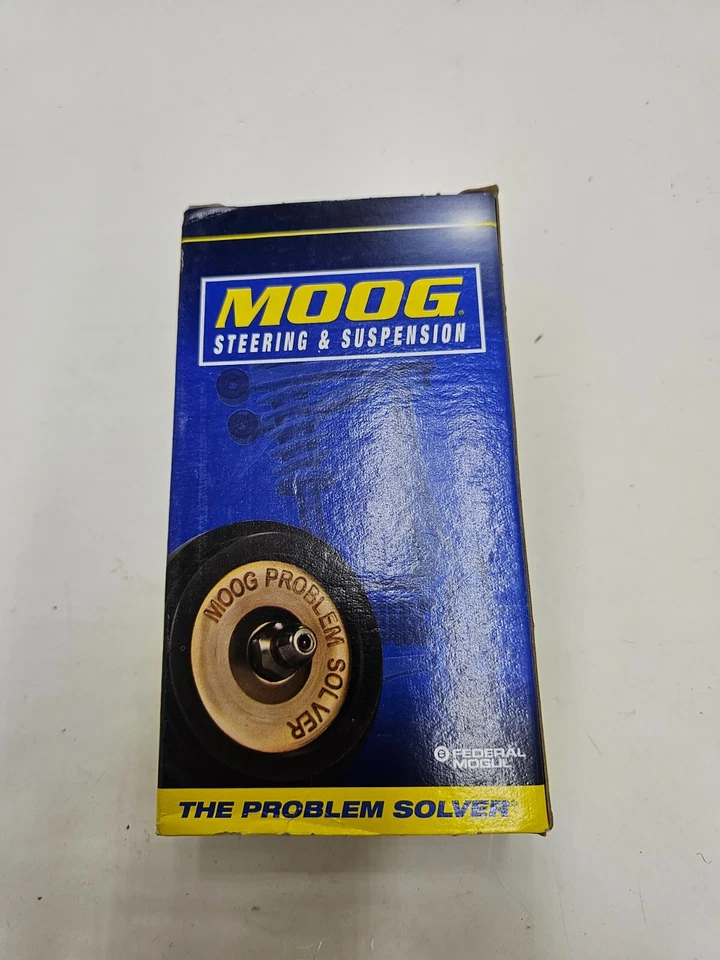 MOOG®
STEERING & SUSPENSION
MOOG PROBLEM SOLVER
FEDERAL
MOGUL
THE PROBLEM SOLVER